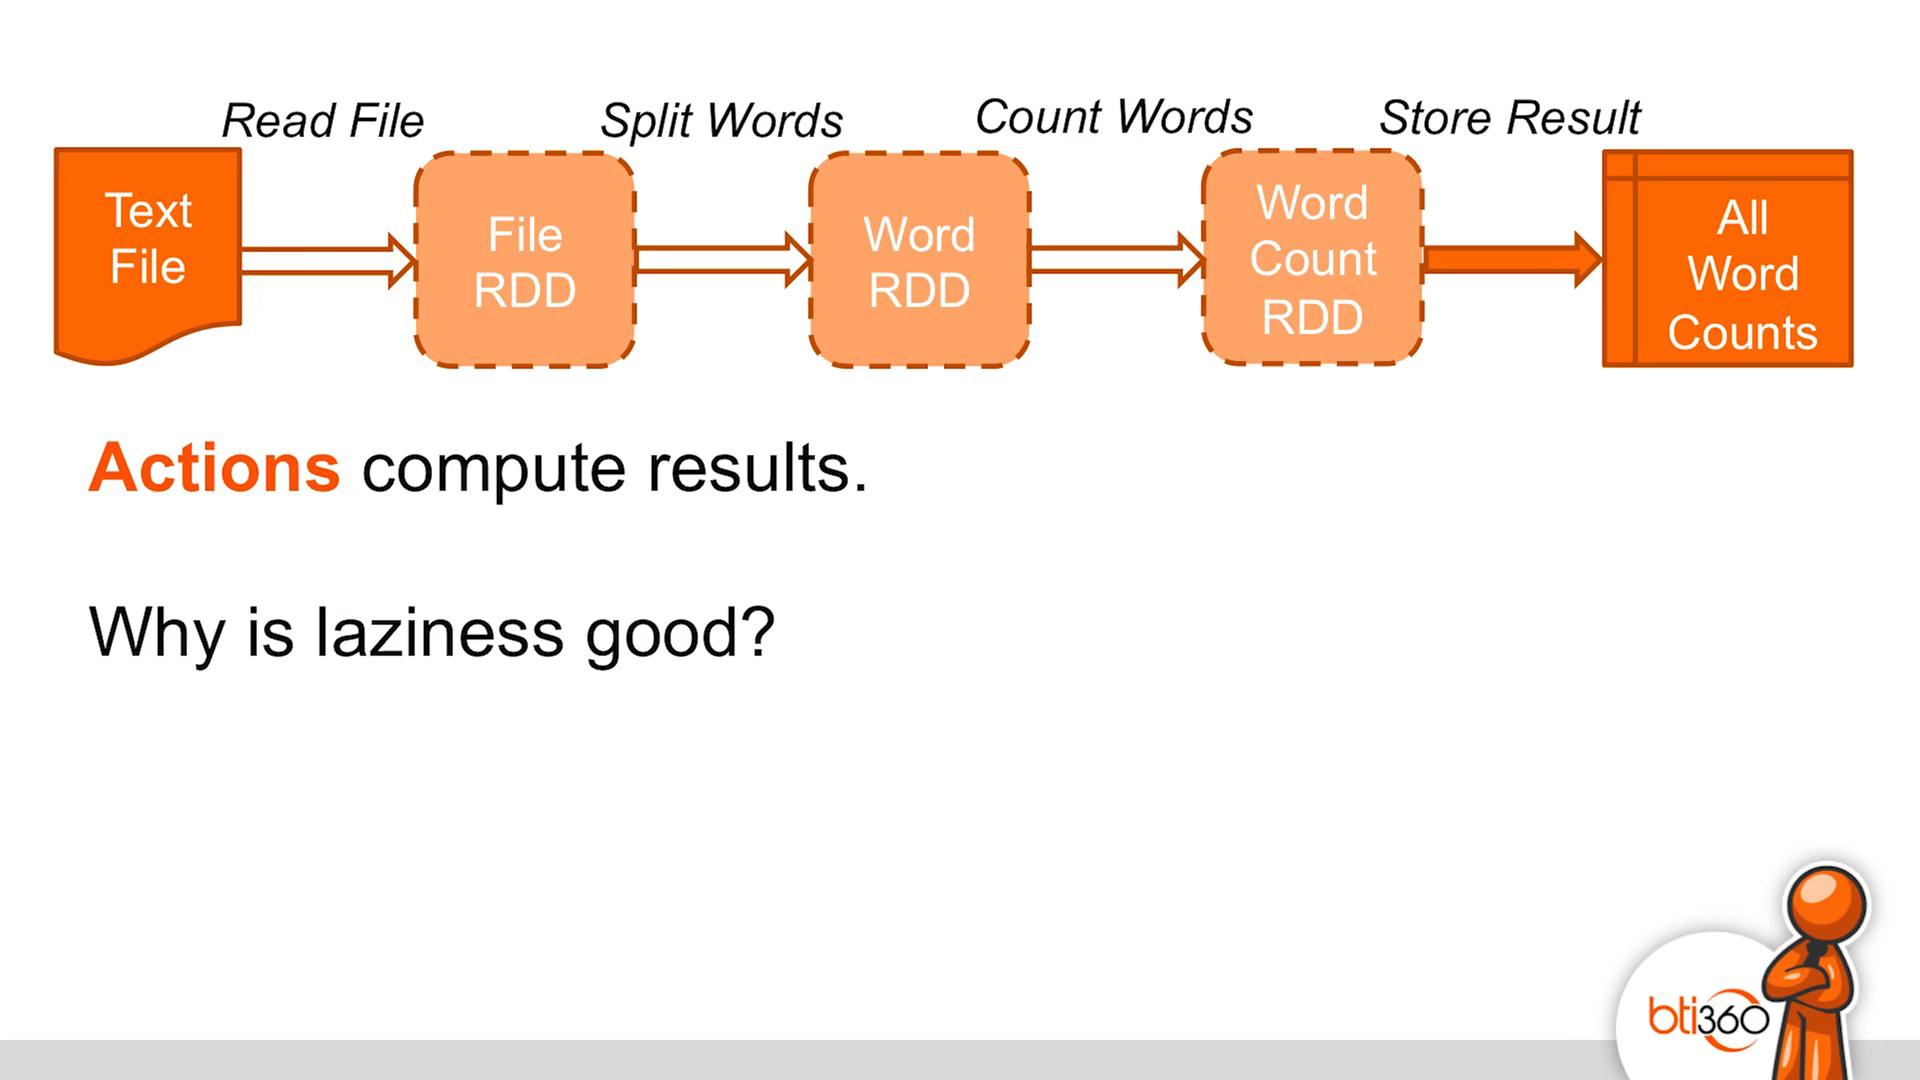 Read File
Split Words
Count Words
Store Result
Text
File
File
RDD
Word
RDD
Word
Count
RDD
All
Word
Counts
Actions compute results.
Why is laziness good?
bti360